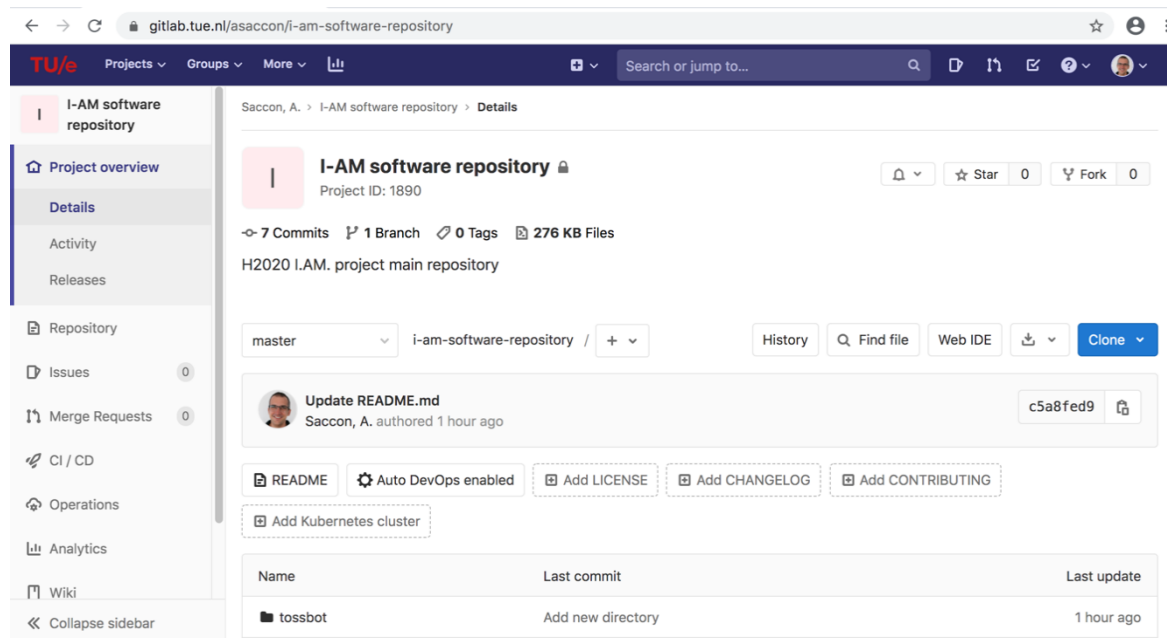 gitlab.tue.nl/asaccon/i-am-software-repository
TU/e Projects Groups More Search or jump to...
I I-AM software repository
Project overview
Details
Activity
Releases
Repository
Issues 0
Merge Requests 0
CI / CD
Operations
Analytics
Wiki
Collapse sidebar
Saccon, A. > I-AM software repository > Details
I
I-AM software repository
Project ID: 1890
Star 0 Fork 0
7 Commits 1 Branch 0 Tags 276 KB Files
H2020 I.AM. project main repository
master i-am-software-repository / + History Find file Web IDE Clone
Update README.md
Saccon, A. authored 1 hour ago
c5a8fed9
README Auto DevOps enabled Add LICENSE Add CHANGELOG Add CONTRIBUTING
Add Kubernetes cluster
Name Last commit Last update
tossbot Add new directory 1 hour ago